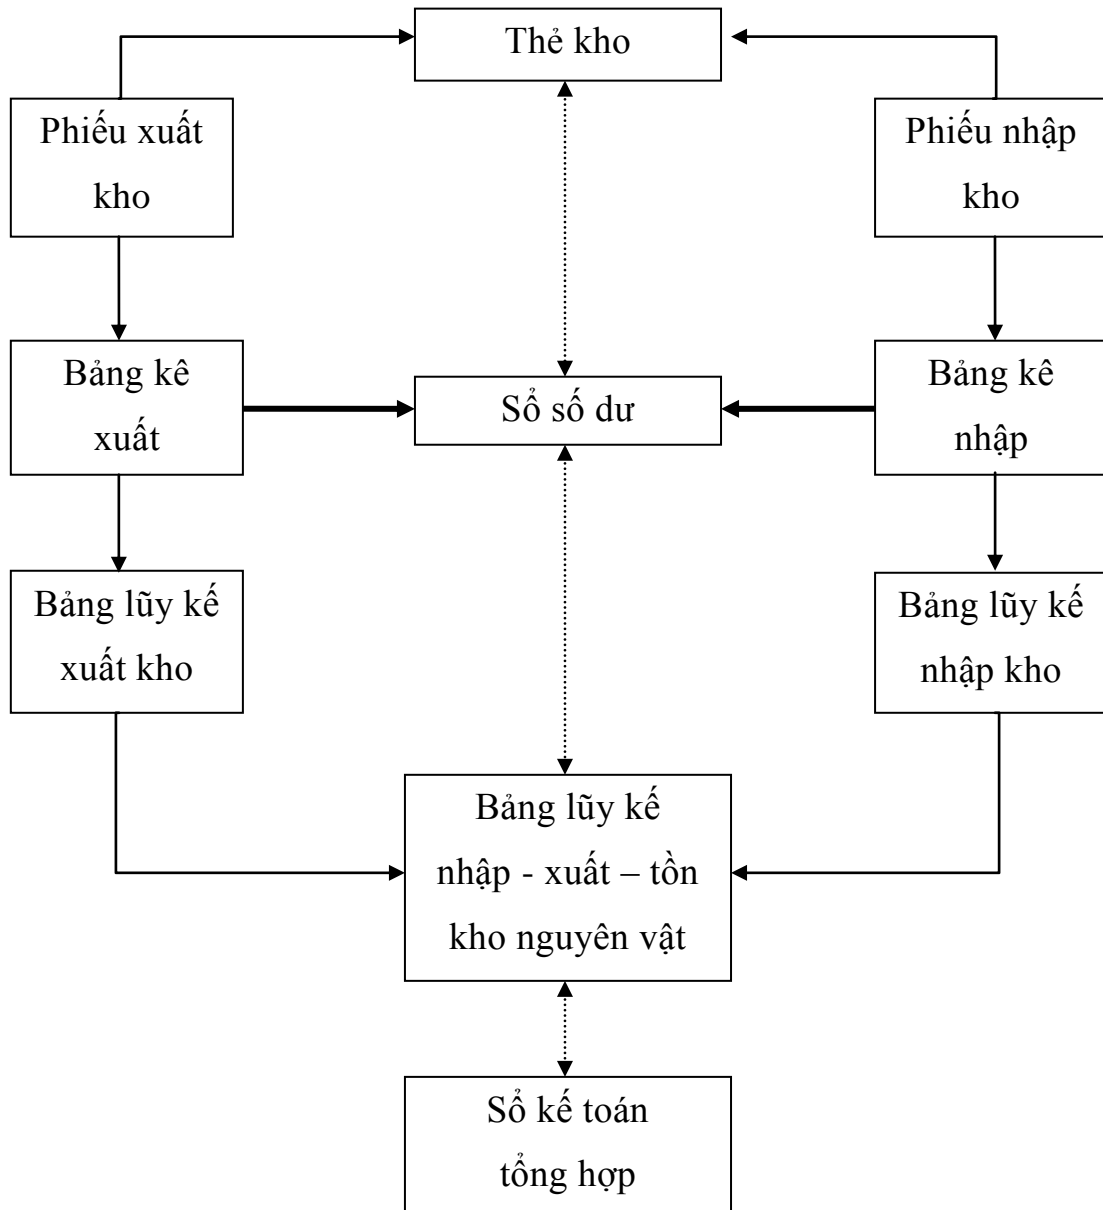 Thẻ kho
Phiếu xuất
kho
Phiếu nhập
kho
Bảng kê
xuất
Sổ số dư
Bảng kê
nhập
Bảng lũy kế
xuất kho
Bảng lũy kế
nhập kho
Bảng lũy kế
nhập - xuất – tồn
kho nguyên vật
Sổ kế toán
tổng hợp